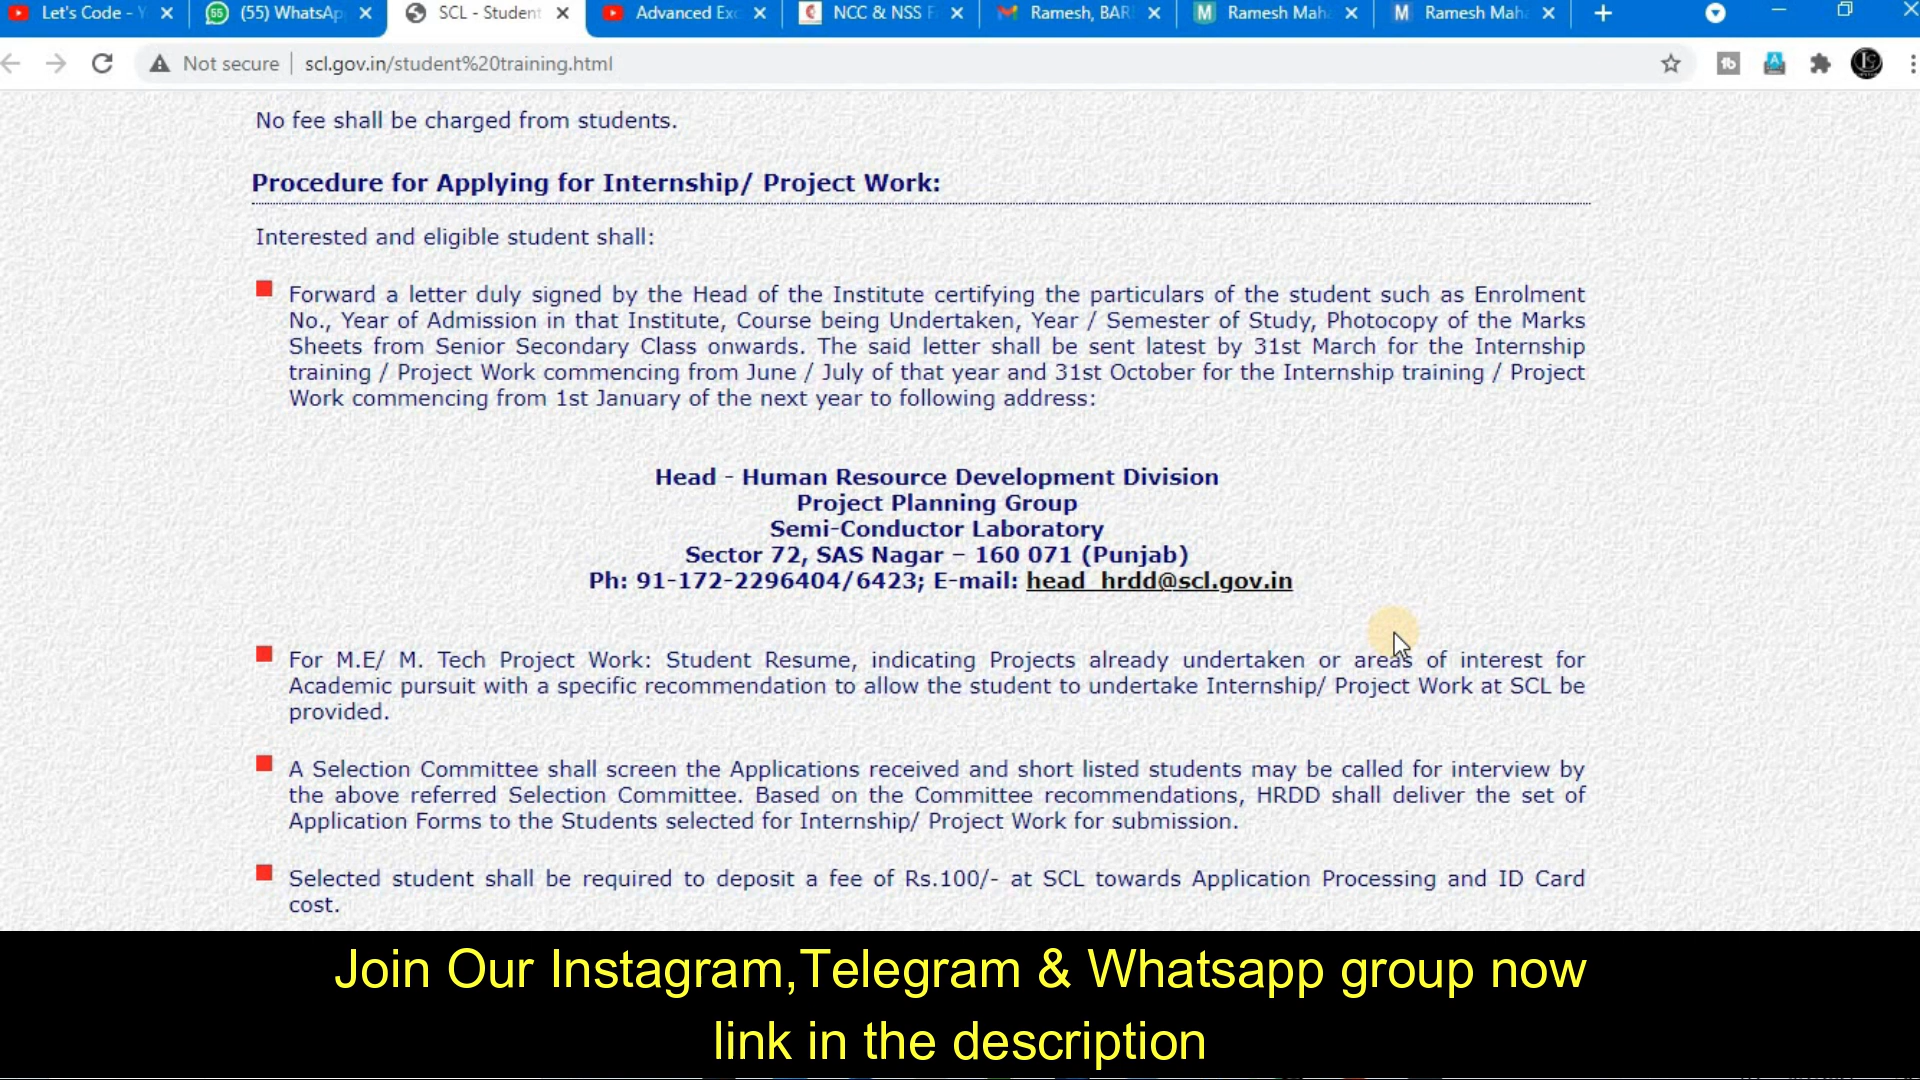 Let's Code -
(55) WhatsAp
SCL - Student
Advanced Ex
NCC & NSS F
Ramesh, BAR
Ramesh Mah
Ramesh Mah
Not secure | scl.gov.in/student%20training.html
No fee shall be charged from students.
Procedure for Applying for Internship/ Project Work:
Interested and eligible student shall:
Forward a letter duly signed by the Head of the Institute certifying the particulars of the student such as Enrolment
No., Year of Admission in that Institute, Course being Undertaken, Year / Semester of Study, Photocopy of the Marks
Sheets from Senior Secondary Class onwards. The said letter shall be sent latest by 31st March for the Internship
training / Project Work commencing from June / July of that year and 31st October for the Internship training / Project
Work commencing from 1st January of the next year to following address:
Head - Human Resource Development Division
Project Planning Group
Semi-Conductor Laboratory
Sector 72, SAS Nagar – 160 071 (Punjab)
Ph: 91-172-2296404/6423; E-mail: head_hrdd@scl.gov.in
For M.E/ M. Tech Project Work: Student Resume, indicating Projects already undertaken or areas of interest for
Academic pursuit with a specific recommendation to allow the student to undertake Internship/ Project Work at SCL be
provided.
A Selection Committee shall screen the Applications received and short listed students may be called for interview by
the above referred Selection Committee. Based on the Committee recommendations, HRDD shall deliver the set of
Application Forms to the Students selected for Internship/ Project Work for submission.
Selected student shall be required to deposit a fee of Rs.100/- at SCL towards Application Processing and ID Card
cost.
Join Our Instagram,Telegram & Whatsapp group now
link in the description